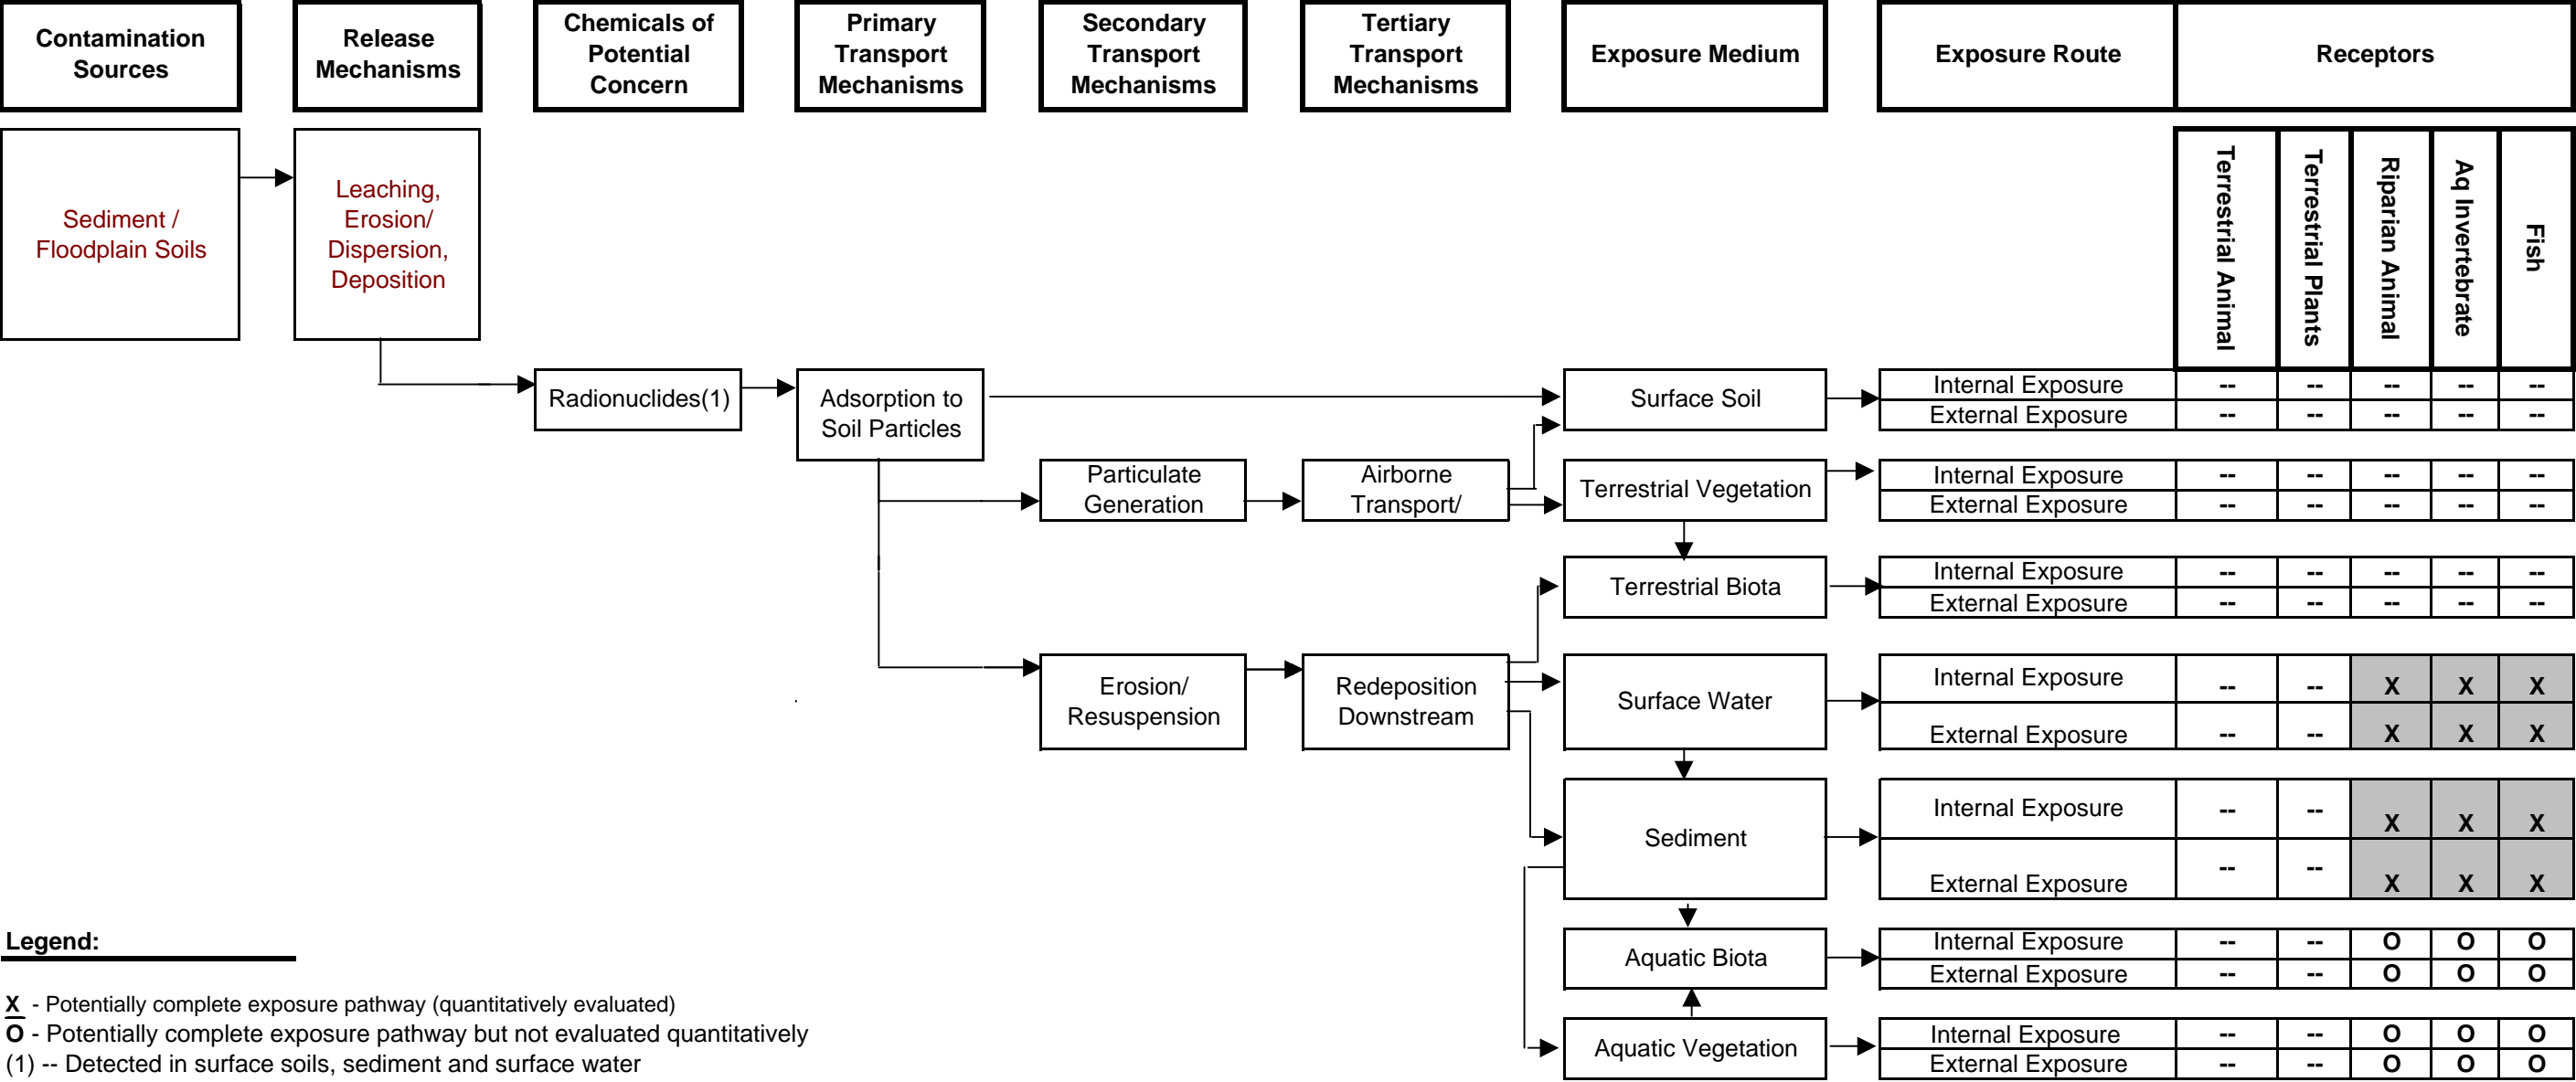 Contamination
Sources
Release
Mechanisms
Chemicals of
Potential
Concern
Primary
Transport
Mechanisms
Secondary
Transport
Mechanisms
Tertiary
Transport
Mechanisms
Exposure Medium
Exposure Route
Receptors
Sediment /
Floodplain Soils
Leaching,
Erosion/
Dispersion,
Deposition
Terrestrial Animal
Terrestrial Plants
Riparian Animal
Aq Invertebrate
Fish
Radionuclides(1)
Adsorption to
Soil Particles
Surface Soil
Internal Exposure -- -- -- -- --
External Exposure -- -- -- -- --
Particulate
Generation
Airborne
Transport/
Terrestrial Vegetation
Internal Exposure -- -- -- -- --
External Exposure -- -- -- -- --
Terrestrial Biota
Internal Exposure -- -- -- -- --
External Exposure -- -- -- -- --
Erosion/
Resuspension
Redeposition
Downstream
Surface Water
Internal Exposure -- -- X X X
External Exposure -- -- X X X
Sediment
Internal Exposure -- -- X X X
External Exposure -- -- X X X
Aquatic Biota
Internal Exposure -- -- O O O
External Exposure -- -- O O O
Aquatic Vegetation
Internal Exposure -- -- O O O
External Exposure -- -- O O O
Legend:
X - Potentially complete exposure pathway (quantitatively evaluated)
O - Potentially complete exposure pathway but not evaluated quantitatively
(1) -- Detected in surface soils, sediment and surface water